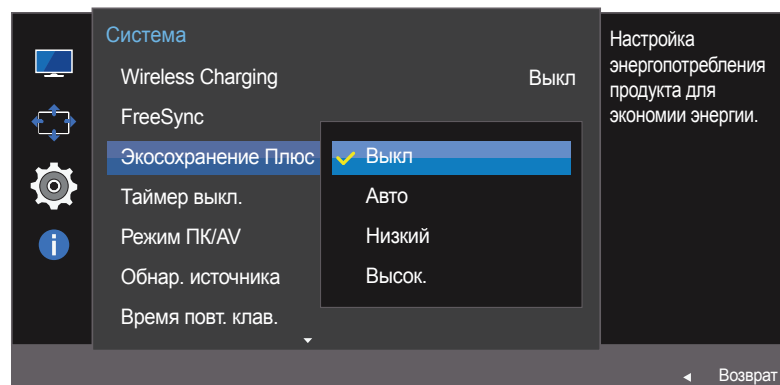 Система
Wireless Charging Выкл
FreeSync
Экосохранение Плюс
Таймер выкл.
Режим ПК/AV
Обнар. источника
Время повт. клав.
Выкл
Авто
Низкий
Высок.
Настройка
энергопотребления
продукта для
экономии энергии.
Возврат